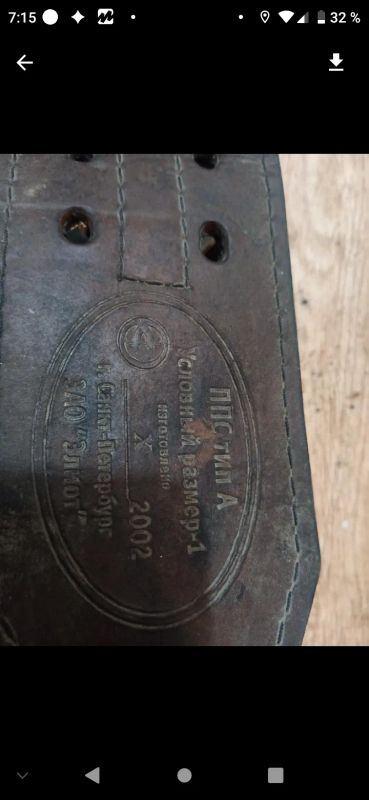 7:15
32 %
ППС тип А
Условный размер-1
изготовлено
X 2002
г. Санкт-Петербург
ЗАО